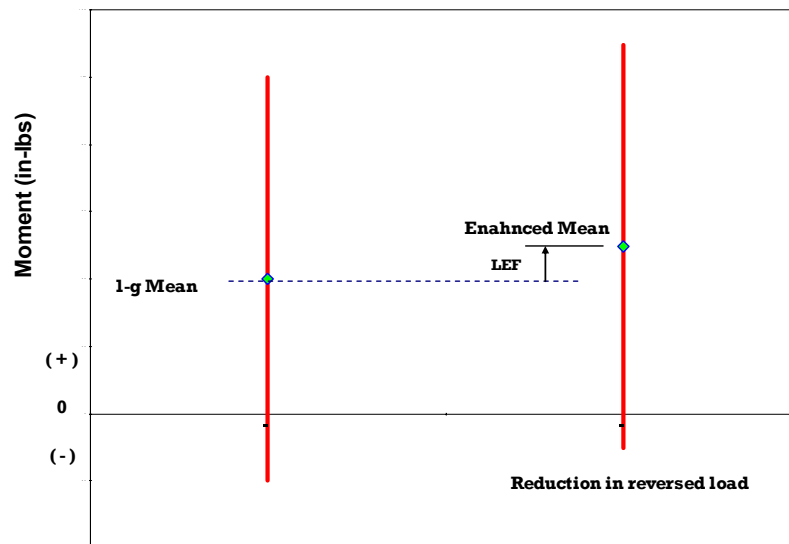 Moment (in-lbs)
Enahnced Mean
LEF
1-g Mean
(+)
0
(-)
Reduction in reversed load